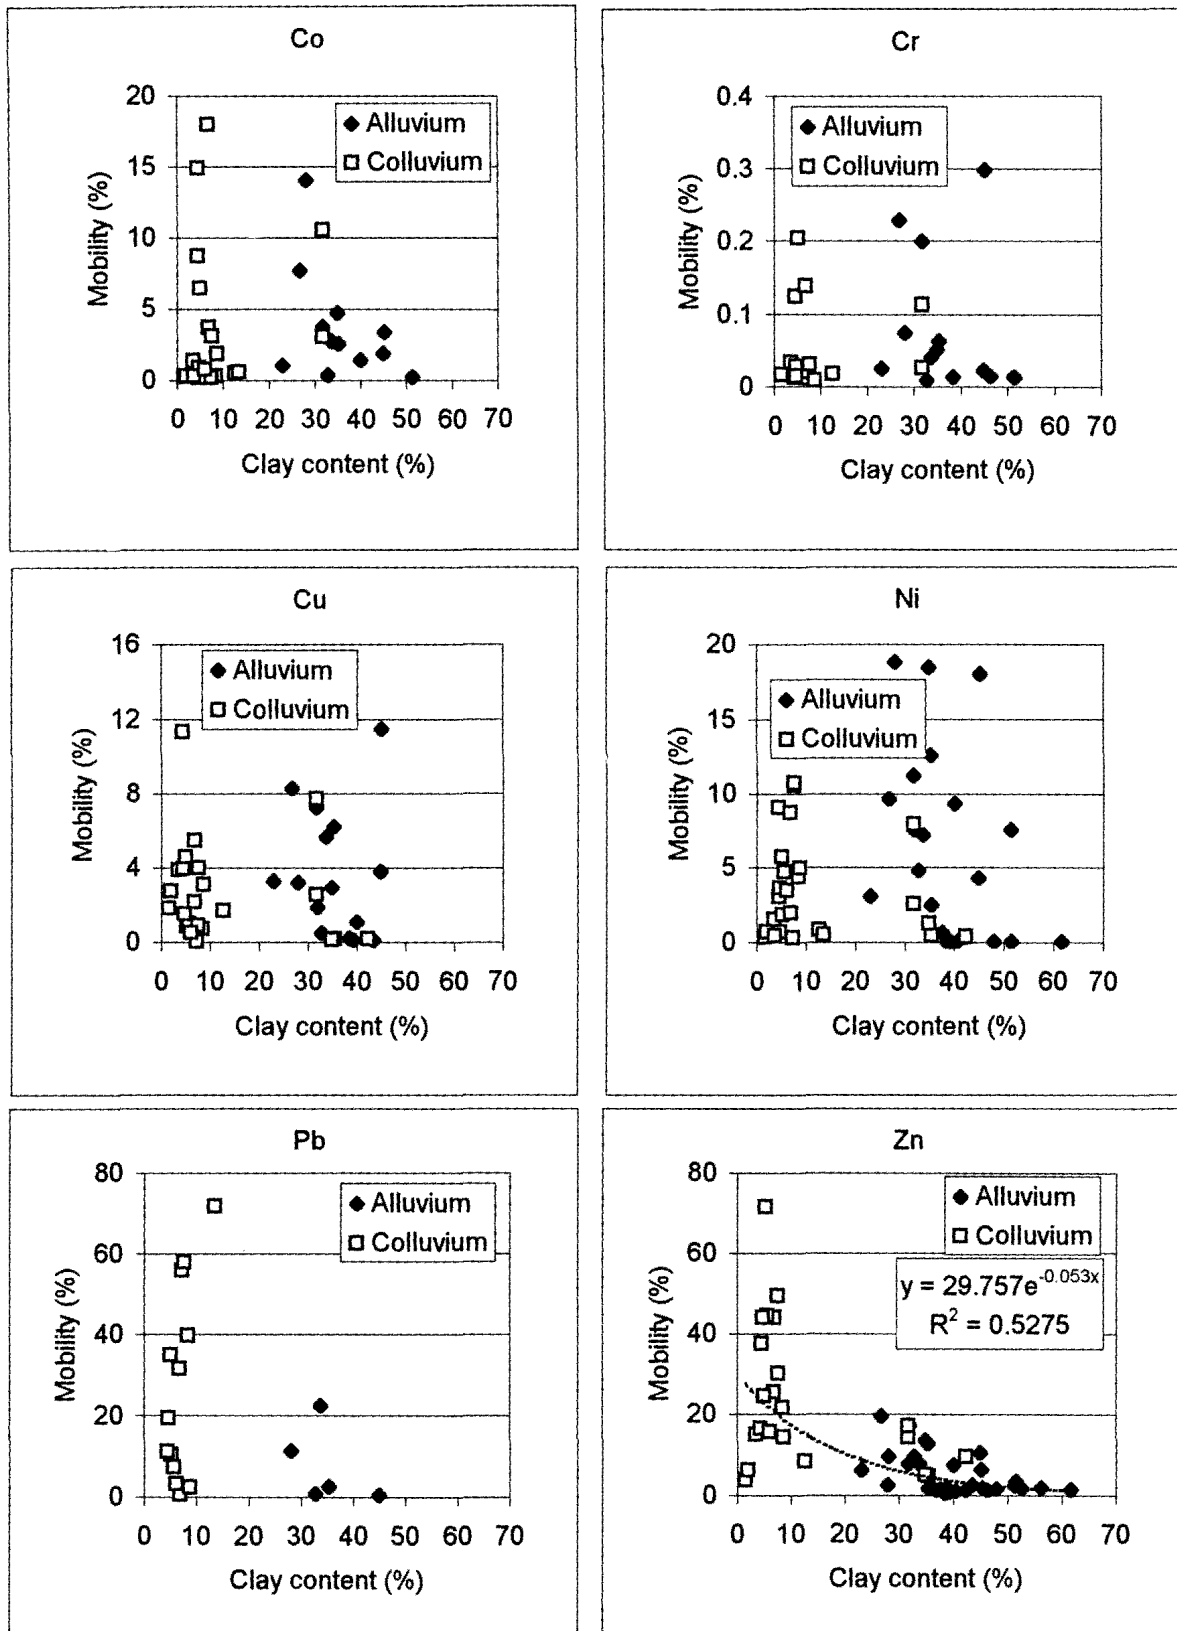 Co
20
15
10
5
0
Mobility (%)
Alluvium
Colluvium
0 10 20 30 40 50 60 70
Clay content (%)
Cr
0.4
0.3
0.2
0.1
0
Mobility (%)
Alluvium
Colluvium
0 10 20 30 40 50 60 70
Clay content (%)
Cu
16
12
8
4
0
Mobility (%)
Alluvium
Colluvium
0 10 20 30 40 50 60 70
Clay content (%)
Ni
20
15
10
5
0
Mobility (%)
Alluvium
Colluvium
0 10 20 30 40 50 60 70
Clay content (%)
Pb
80
60
40
20
0
Mobility (%)
Alluvium
Colluvium
0 10 20 30 40 50 60 70
Clay content (%)
Zn
80
60
40
20
0
Mobility (%)
Alluvium
Colluvium
y = 29.757e^-0.053x
R² = 0.5275
0 10 20 30 40 50 60 70
Clay content (%)